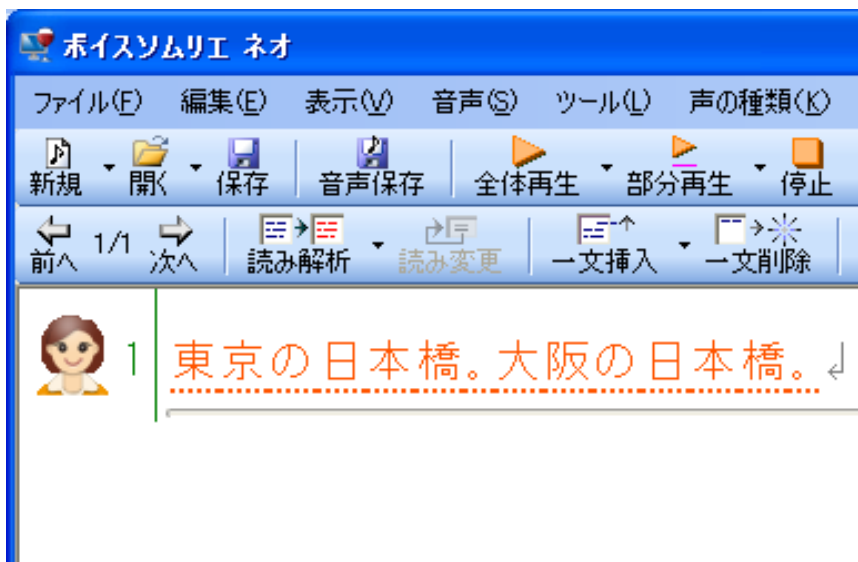 ボイスソムリエ ネオ
ファイル(F) 編集(E) 表示(V) 音声(S) ツール(L) 声の種類(K)
新規 開く 保存 音声保存 全体再生 部分再生 停止
前へ 1/1 次へ 読み解析 読み変更 一文挿入 一文削除
1 東京の日本橋。大阪の日本橋。↲